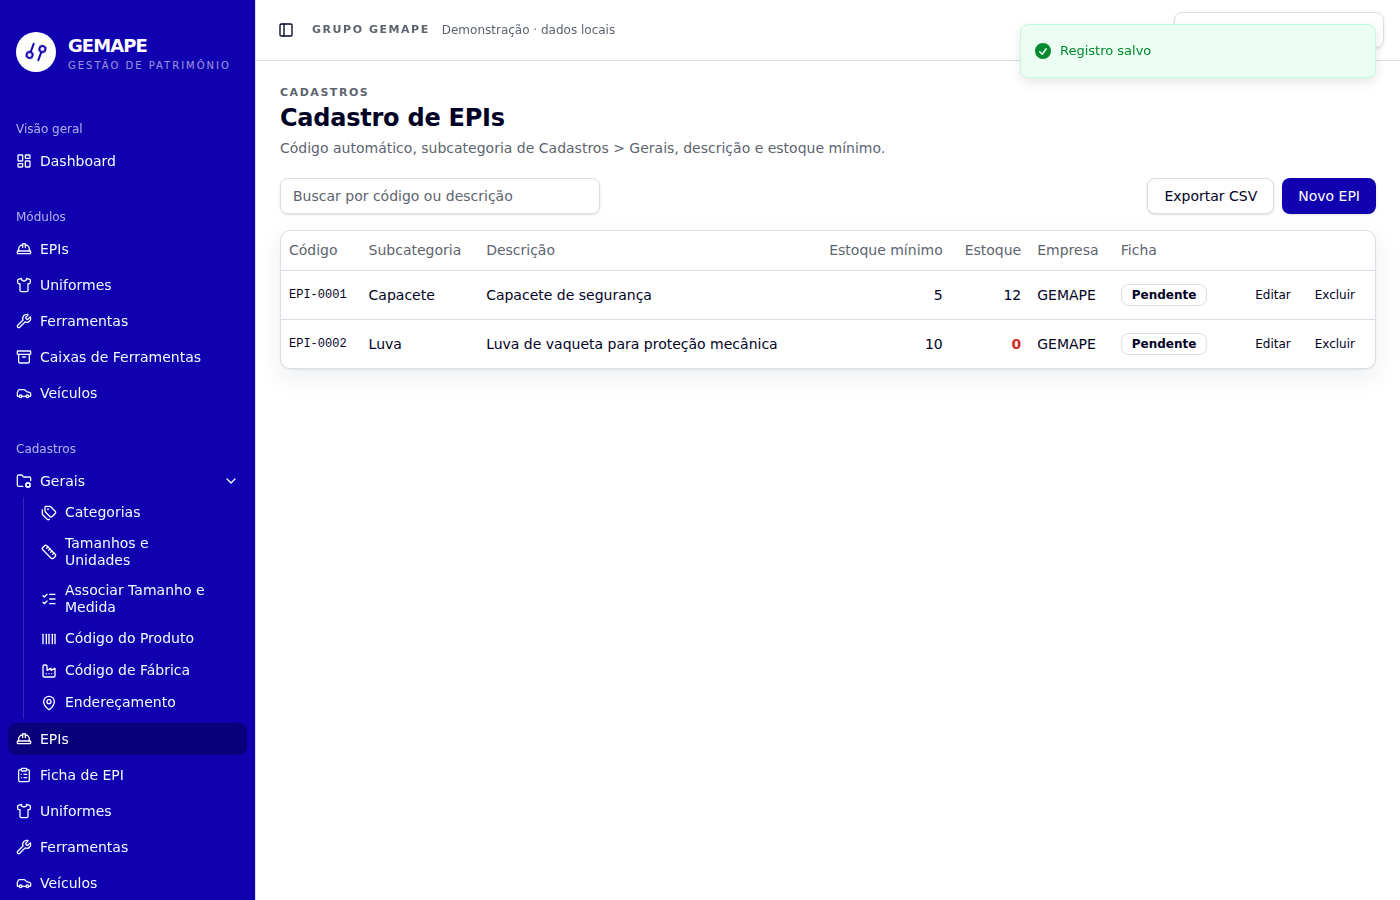 GEMAPE
GESTÃO DE PATRIMÔNIO
Visão geral
Dashboard
Módulos
EPIs
Uniformes
Ferramentas
Caixas de Ferramentas
Veículos
Cadastros
Gerais
Categorias
Tamanhos e
Unidades
Associar Tamanho e
Medida
Código do Produto
Código de Fábrica
Endereçamento
EPIs
Ficha de EPI
Uniformes
Ferramentas
Veículos
GRUPO GEMAPE Demonstração · dados locais
Registro salvo
CADASTROS
Cadastro de EPIs
Código automático, subcategoria de Cadastros > Gerais, descrição e estoque mínimo.
Buscar por código ou descrição
Exportar CSV Novo EPI
Código Subcategoria Descrição Estoque mínimo Estoque Empresa Ficha
EPI-0001 Capacete Capacete de segurança 5 12 GEMAPE Pendente Editar Excluir
EPI-0002 Luva Luva de vaqueta para proteção mecânica 10 0 GEMAPE Pendente Editar Excluir